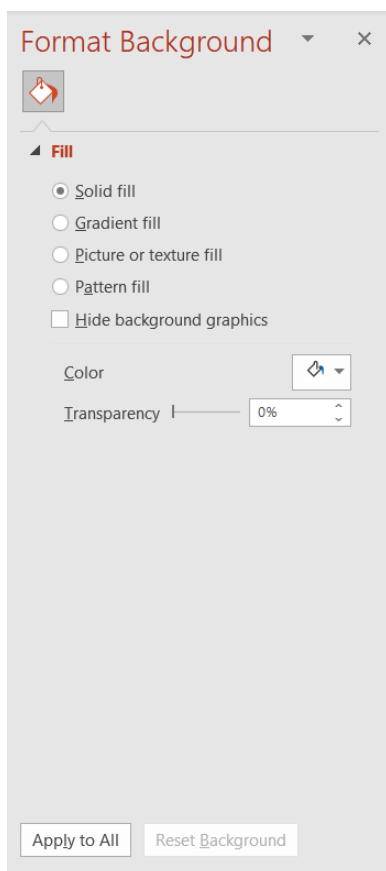 Format Background
Fill
Solid fill
Gradient fill
Picture or texture fill
Pattern fill
Hide background graphics
Color
Transparency 0%
Apply to All Reset Background